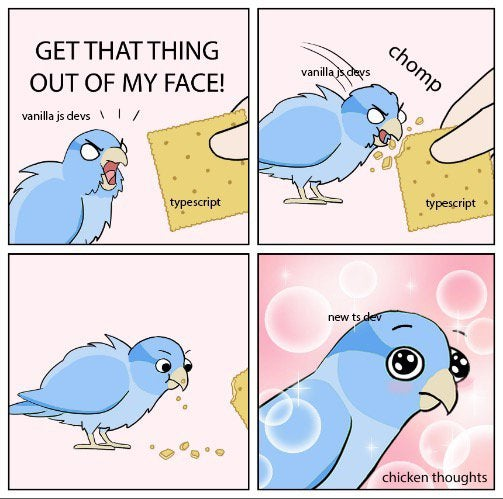 GET THAT THING
OUT OF MY FACE!
vanilla js devs
typescript
vanilla js devs
chomp
typescript
new ts dev
chicken thoughts